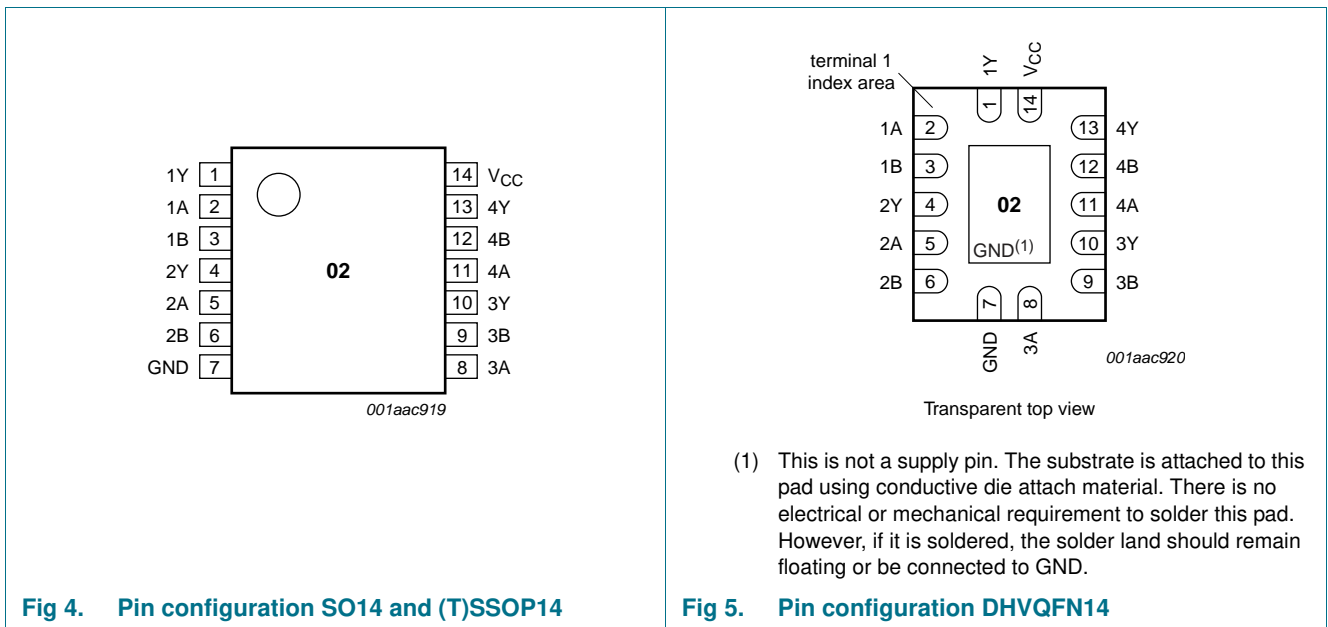 1Y 1
1A 2
1B 3
2Y 4
2A 5
2B 6
GND 7
02
14 VCC
13 4Y
12 4B
11 4A
10 3Y
9 3B
8 3A
001aac919
Fig 4. Pin configuration SO14 and (T)SSOP14
terminal 1
index area
1Y
VCC
1
14
1A 2
1B 3
2Y 4
2A 5
2B 6
02
GND(1)
13 4Y
12 4B
11 4A
10 3Y
9 3B
7
8
GND
3A
001aac920
Transparent top view
(1) This is not a supply pin. The substrate is attached to this
pad using conductive die attach material. There is no
electrical or mechanical requirement to solder this pad.
However, if it is soldered, the solder land should remain
floating or be connected to GND.
Fig 5. Pin configuration DHVQFN14